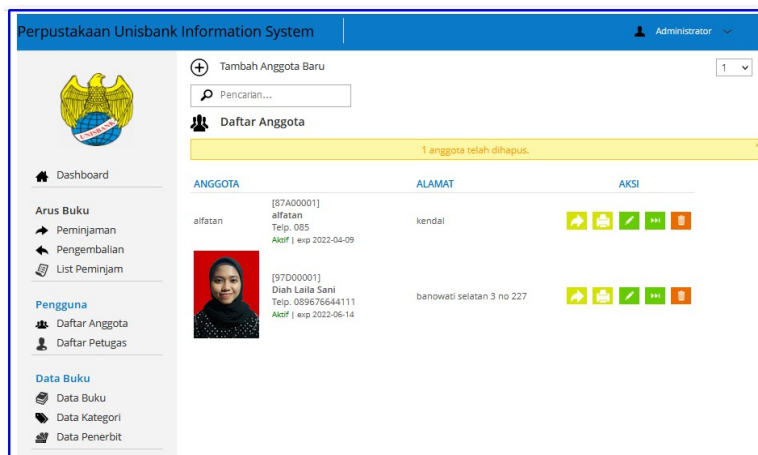 Perpustakaan Unisbank Information System
Administrator
UNISBANK
Dashboard
Arus Buku
Peminjaman
Pengembalian
List Peminjam
Pengguna
Daftar Anggota
Daftar Petugas
Data Buku
Data Buku
Data Kategori
Data Penerbit
Tambah Anggota Baru
1
Pencarian...
Daftar Anggota
1 anggota telah dihapus.
ANGGOTA ALAMAT AKSI
[87A00001]
alfatan alfatan kendal
Telp. 085
Aktif | exp 2022-04-09
[97D00001]
Diah Laila Sani
Telp. 089676644111 banowati selatan 3 no 227
Aktif | exp 2022-06-14